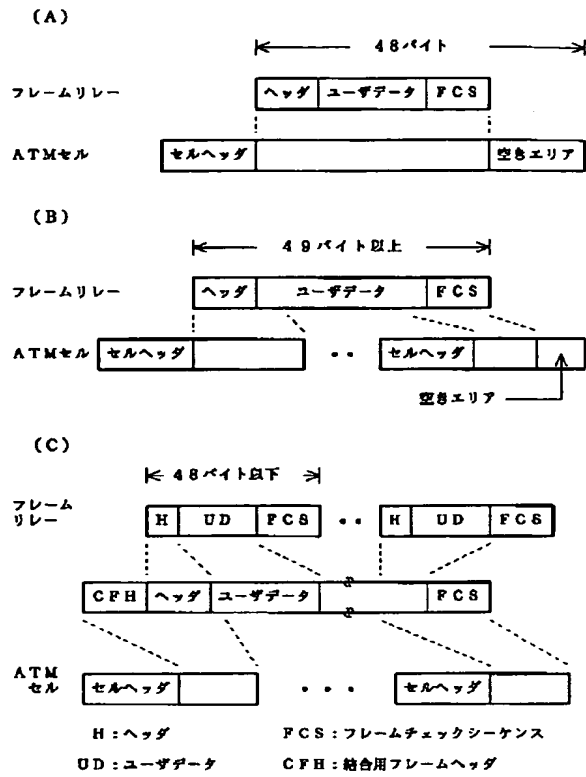 (A)
48バイト
フレームリレー
ヘッダ ユーザデータ FCS
ATMセル
セルヘッダ 空きエリア
(B)
49バイト以上
フレームリレー
ヘッダ ユーザデータ FCS
ATMセル
セルヘッダ ・・ セルヘッダ
空きエリア
(C)
48バイト以下
フレーム
リレー
H UD FCS ・・ H UD FCS
CFH ヘッダ ユーザデータ FCS
ATM
セル
セルヘッダ ・・・ セルヘッダ
H:ヘッダ FCS:フレームチェックシーケンス
UD:ユーザデータ CFH:結合用フレームヘッダ